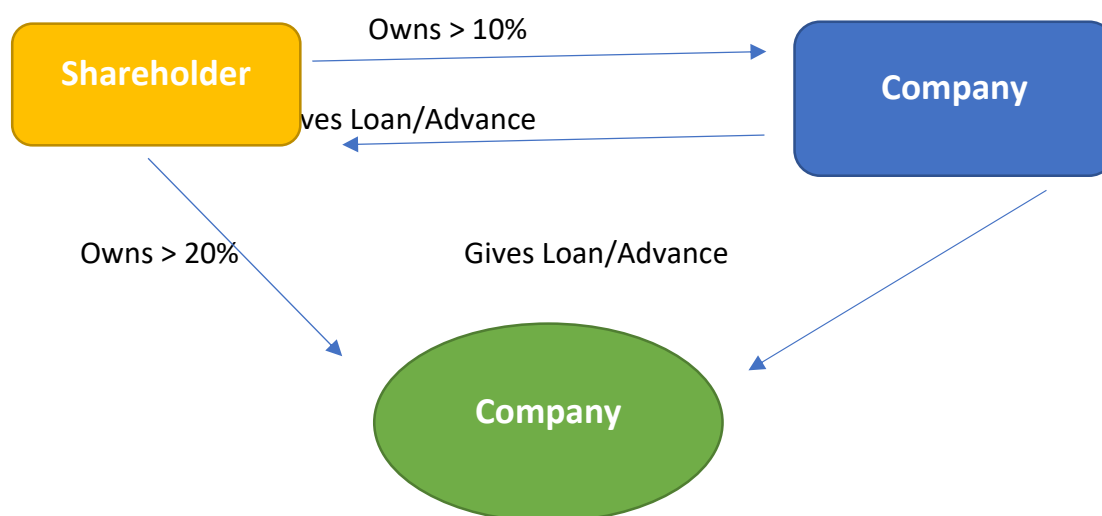 Owns > 10%
Shareholder
Company
ves Loan/Advance
Owns > 20%
Gives Loan/Advance
Company